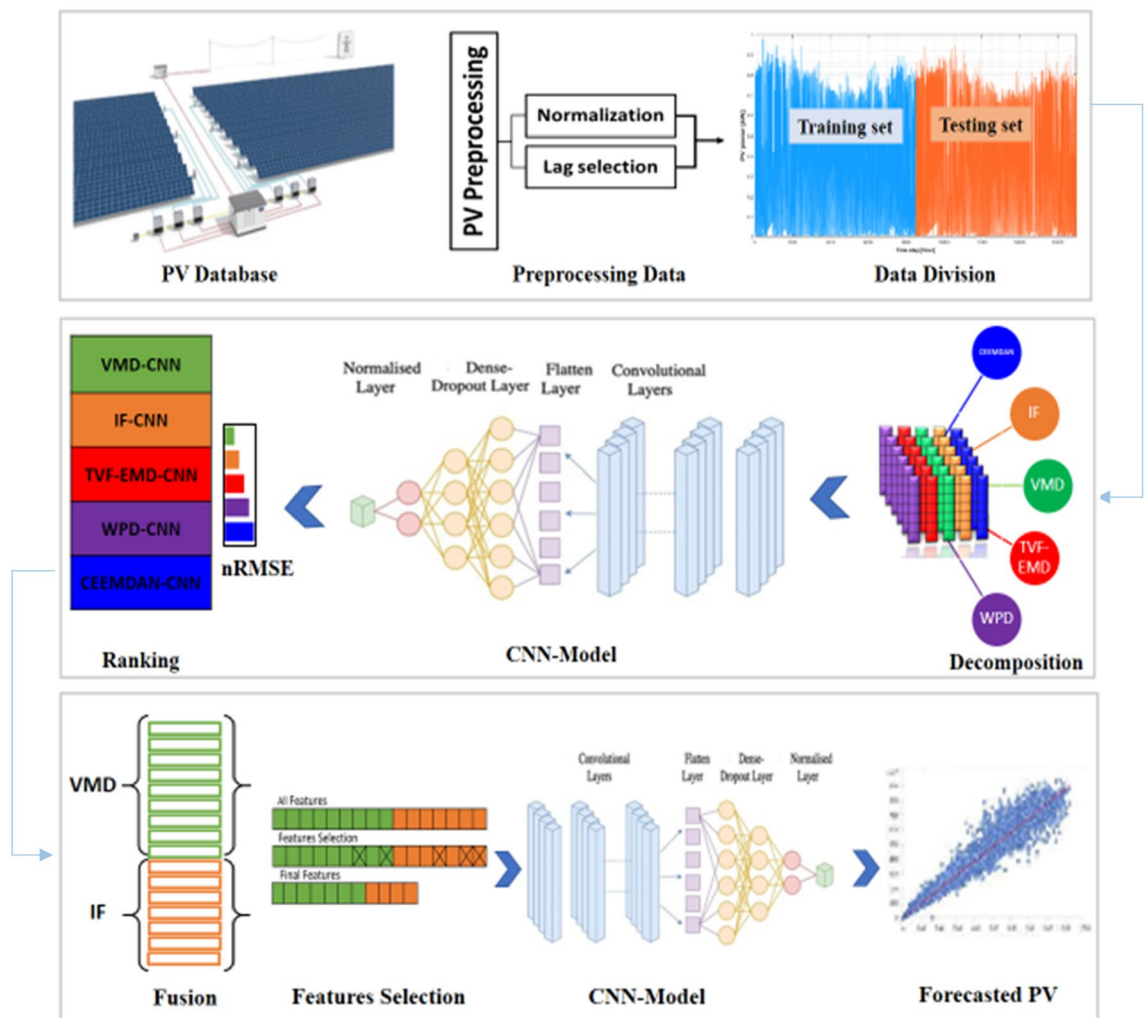 PV Preprocessing
Normalization
Lag selection
Training set
Testing set
PV Database
Preprocessing Data
Data Division
VMD-CNN
IF-CNN
TVF-EMD-CNN
WPD-CNN
CEEMDAN-CNN
nRMSE
Ranking
Normalised
Layer
Dense-
Dropout Layer
Flatten
Layer
Convolutional
Layers
CNN-Model
CEEMDAN
IF
VMD
TVF-
EMD
WPD
Decomposition
VMD
IF
Fusion
All Features
Features Selection
Final Features
Features Selection
Convolutional
Layers
Flatten
Layer
Dense-
Dropout Layer
Normalised
Layer
CNN-Model
Forecasted PV